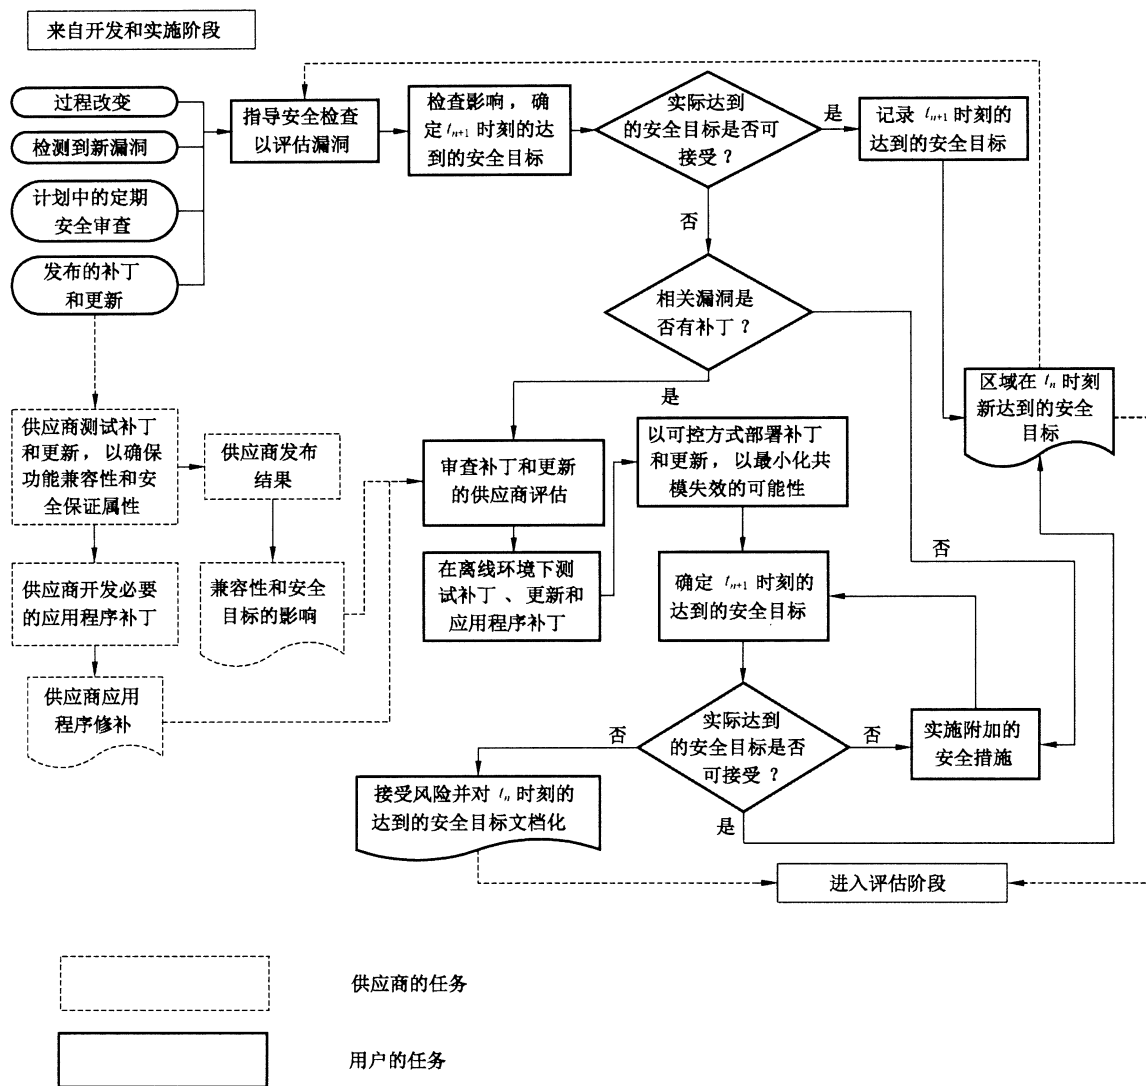 来自开发和实施阶段
过程改变
检测到新漏洞
计划中的定期
安全审查
发布的补丁
和更新
指导安全检查
以评估漏洞
检查影响，确
定 tn+1 时刻的达
到的安全目标
实际达到
的安全目标是否可
接受？
是
记录 tn+1 时刻的
达到的安全目标
否
相关漏洞是
否有补丁？
是
否
区域在 tn 时刻
新达到的安全
目标
供应商测试补丁
和更新，以确保
功能兼容性和安
全保证属性
供应商发布
结果
供应商开发必要
的应用程序补丁
兼容性和安全
目标的影响
供应商应用
程序修补
审查补丁和更新
的供应商评估
在离线环境下测
试补丁、更新和
应用程序补丁
以可控方式部署补丁
和更新，以最小化共
模失效的可能性
确定 tn+1 时刻的
达到的安全目标
实际达到
的安全目标是否
可接受？
否
否
是
实施附加的
安全措施
接受风险并对 tn 时刻的
达到的安全目标文档化
进入评估阶段
供应商的任务
用户的任务